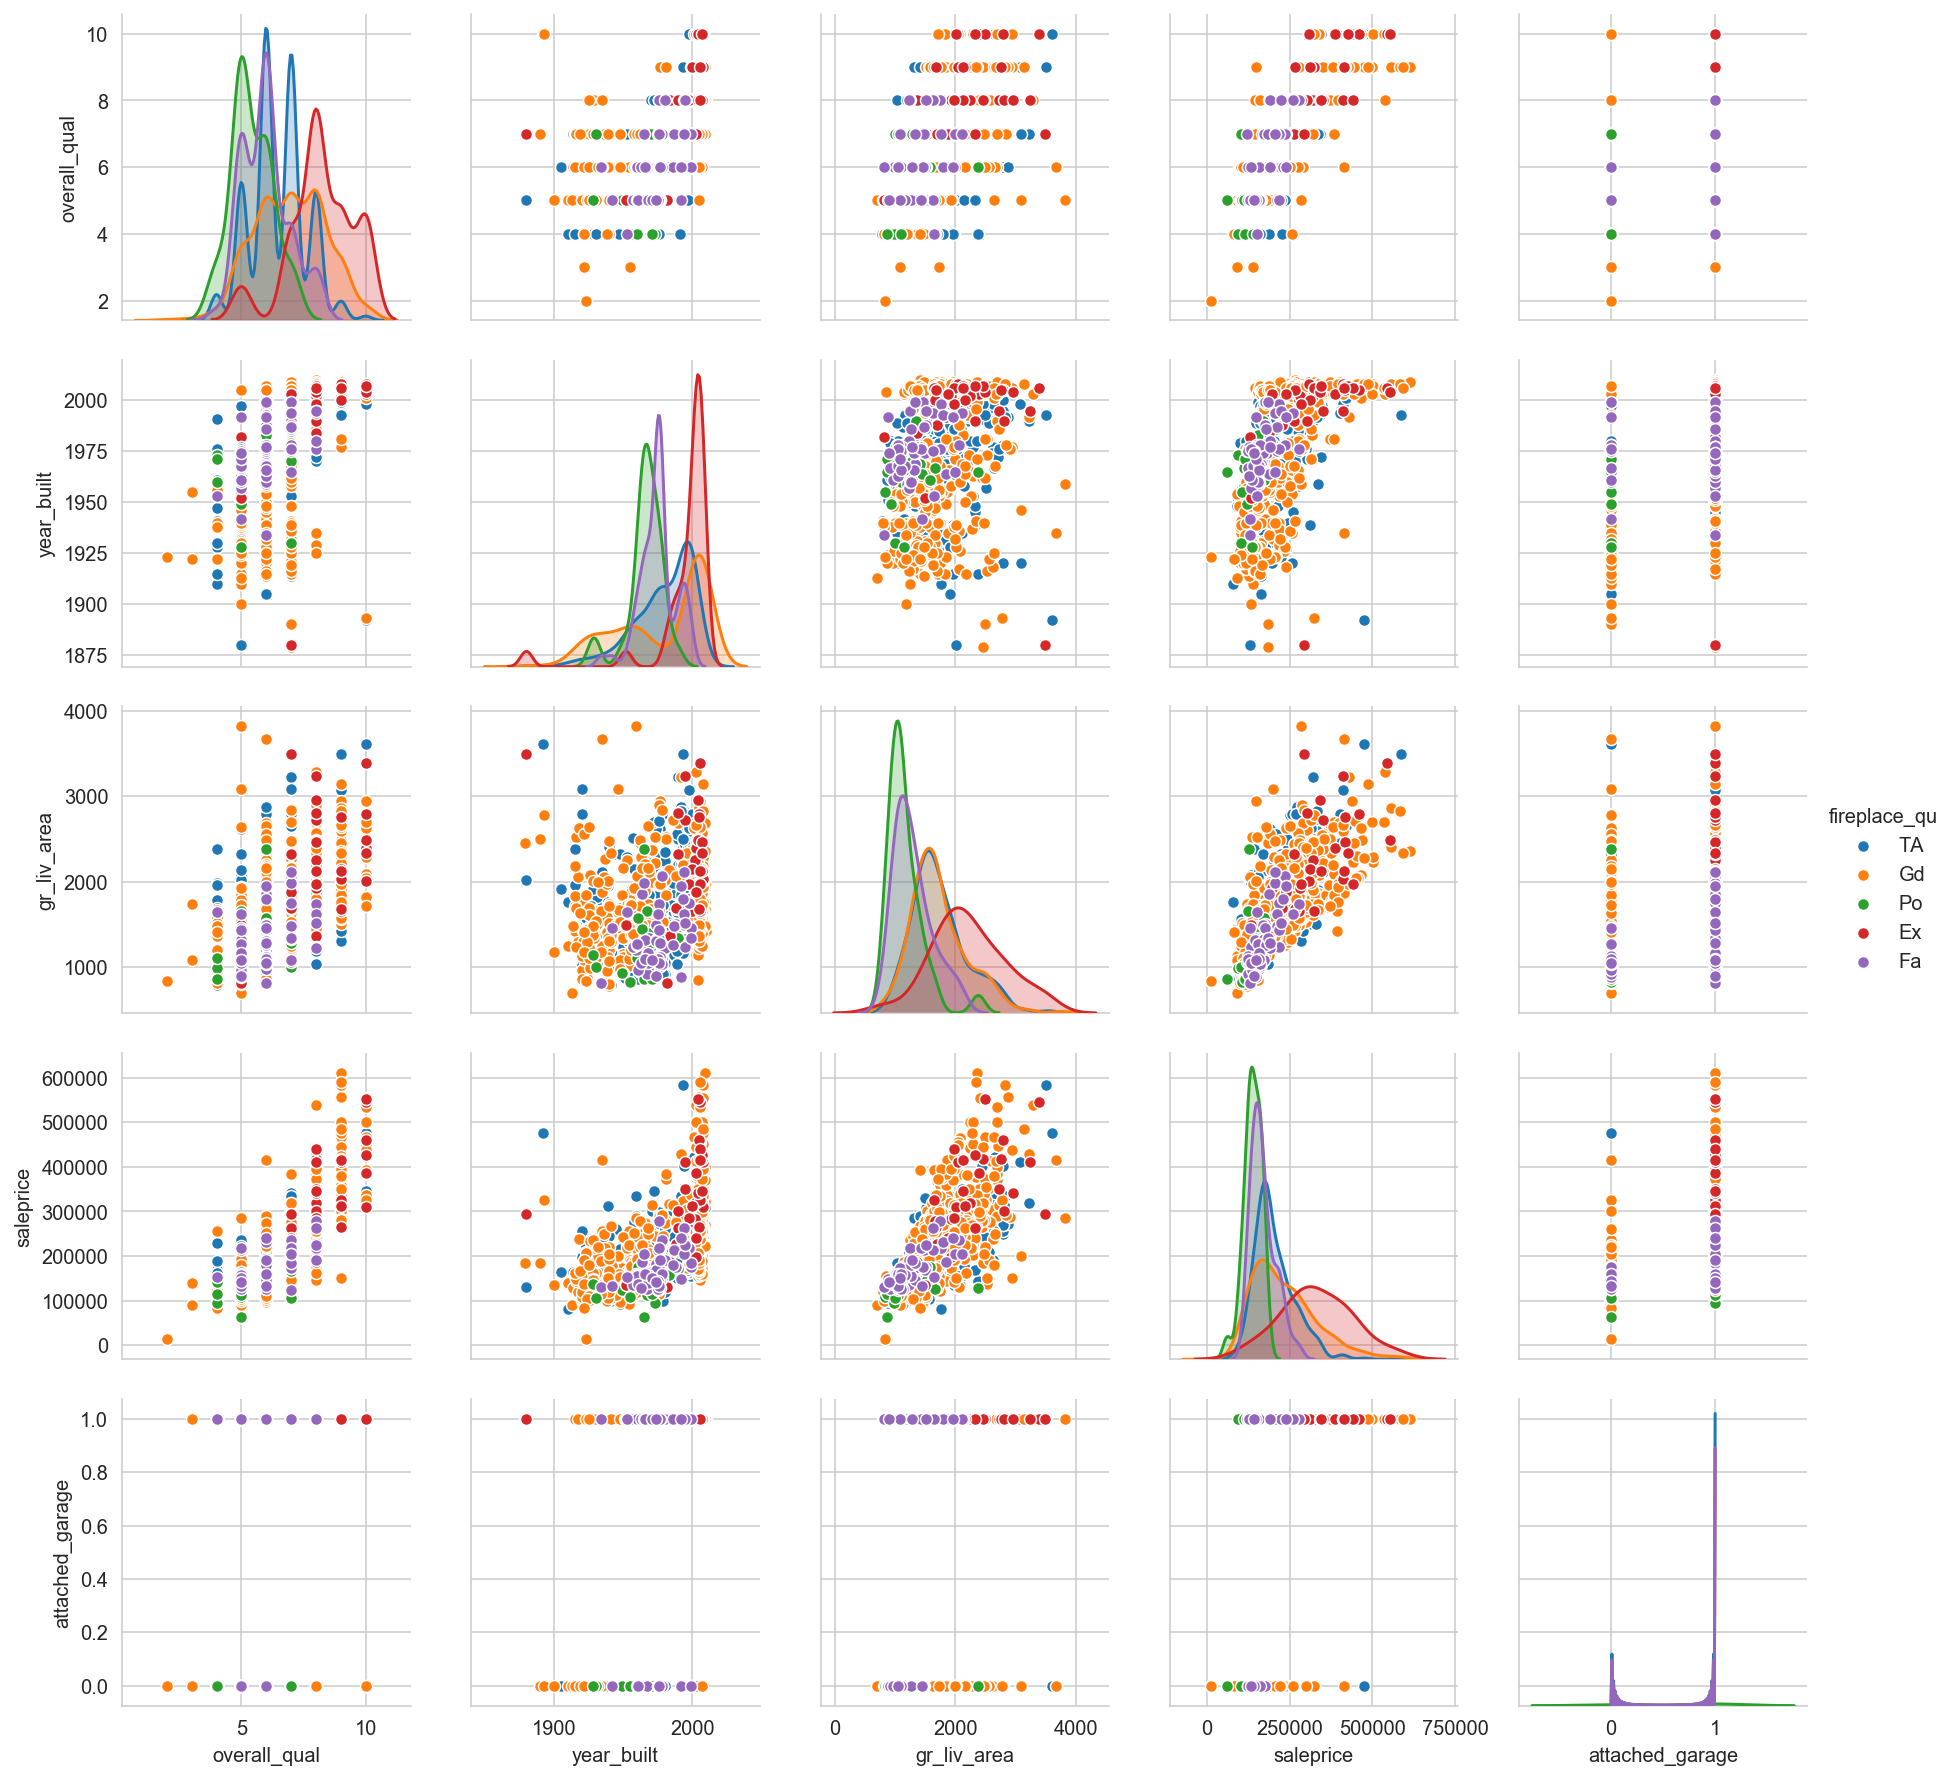 10
8
6
4
2
overall_qual
2000
1975
1950
1925
1900
1875
year_built
4000
3000
2000
1000
gr_liv_area
fireplace_qu
TA
Gd
Po
Ex
Fa
600000
500000
400000
300000
200000
100000
0
saleprice
1.0
0.8
0.6
0.4
0.2
0.0
attached_garage
5 10 1900 2000 0 2000 4000 0 250000 500000 750000 0 1
overall_qual year_built gr_liv_area saleprice attached_garage